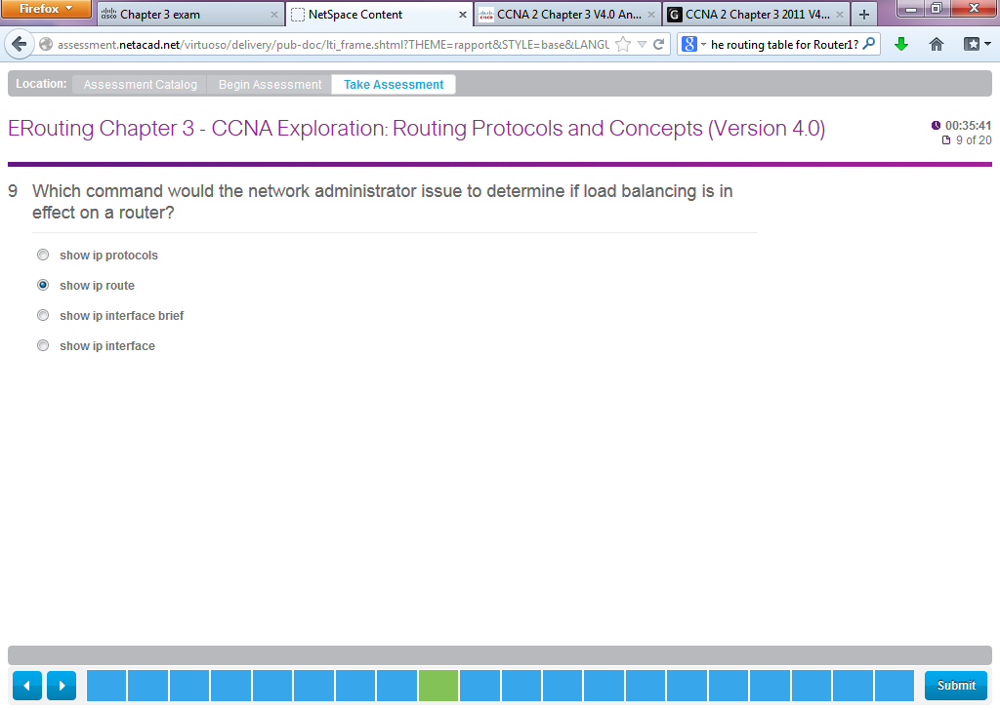 Firefox
cisco Chapter 3 exam
NetSpace Content
CCNA 2 Chapter 3 V4.0 An...
G CCNA 2 Chapter 3 2011 V4...
assessment.netacad.net/virtuoso/delivery/pub-doc/lti_frame.shtml?THEME=rapport&STYLE=base&LANGU
8 he routing table for Router1?
Location: Assessment Catalog Begin Assessment Take Assessment
ERouting Chapter 3 - CCNA Exploration: Routing Protocols and Concepts (Version 4.0)
00:35:41
9 of 20
9 Which command would the network administrator issue to determine if load balancing is in
effect on a router?
show ip protocols
show ip route
show ip interface brief
show ip interface
Submit